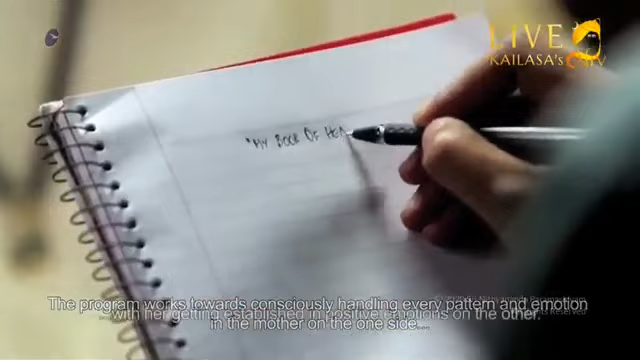 LIVE
KAILASA's TV
"MY BOOK OF
The program works towards consciously handling every pattern and emotion
with her getting established in positive emotions on the other.
in the mother on the one side...